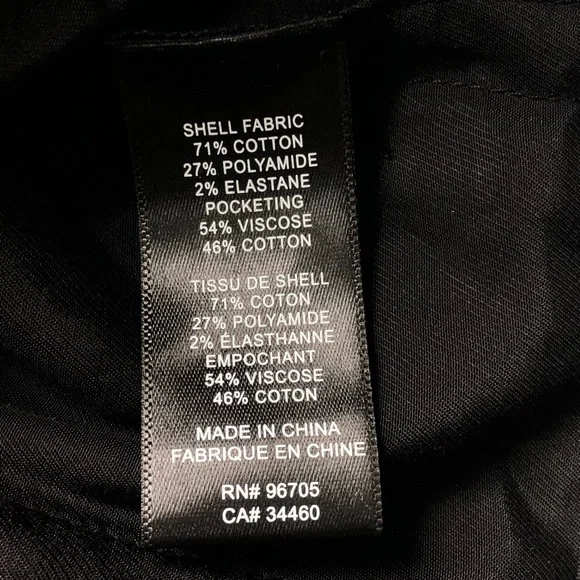 SHELL FABRIC
71% COTTON
27% POLYAMIDE
2% ELASTANE
POCKETING
54% VISCOSE
46% COTTON
TISSU DE SHELL
71% COTON
27% POLYAMIDE
2% ÉLASTHANNE
EMPOCHANT
54% VISCOSE
46% COTON
MADE IN CHINA
FABRIQUE EN CHINE
RN# 96705
CA# 34460